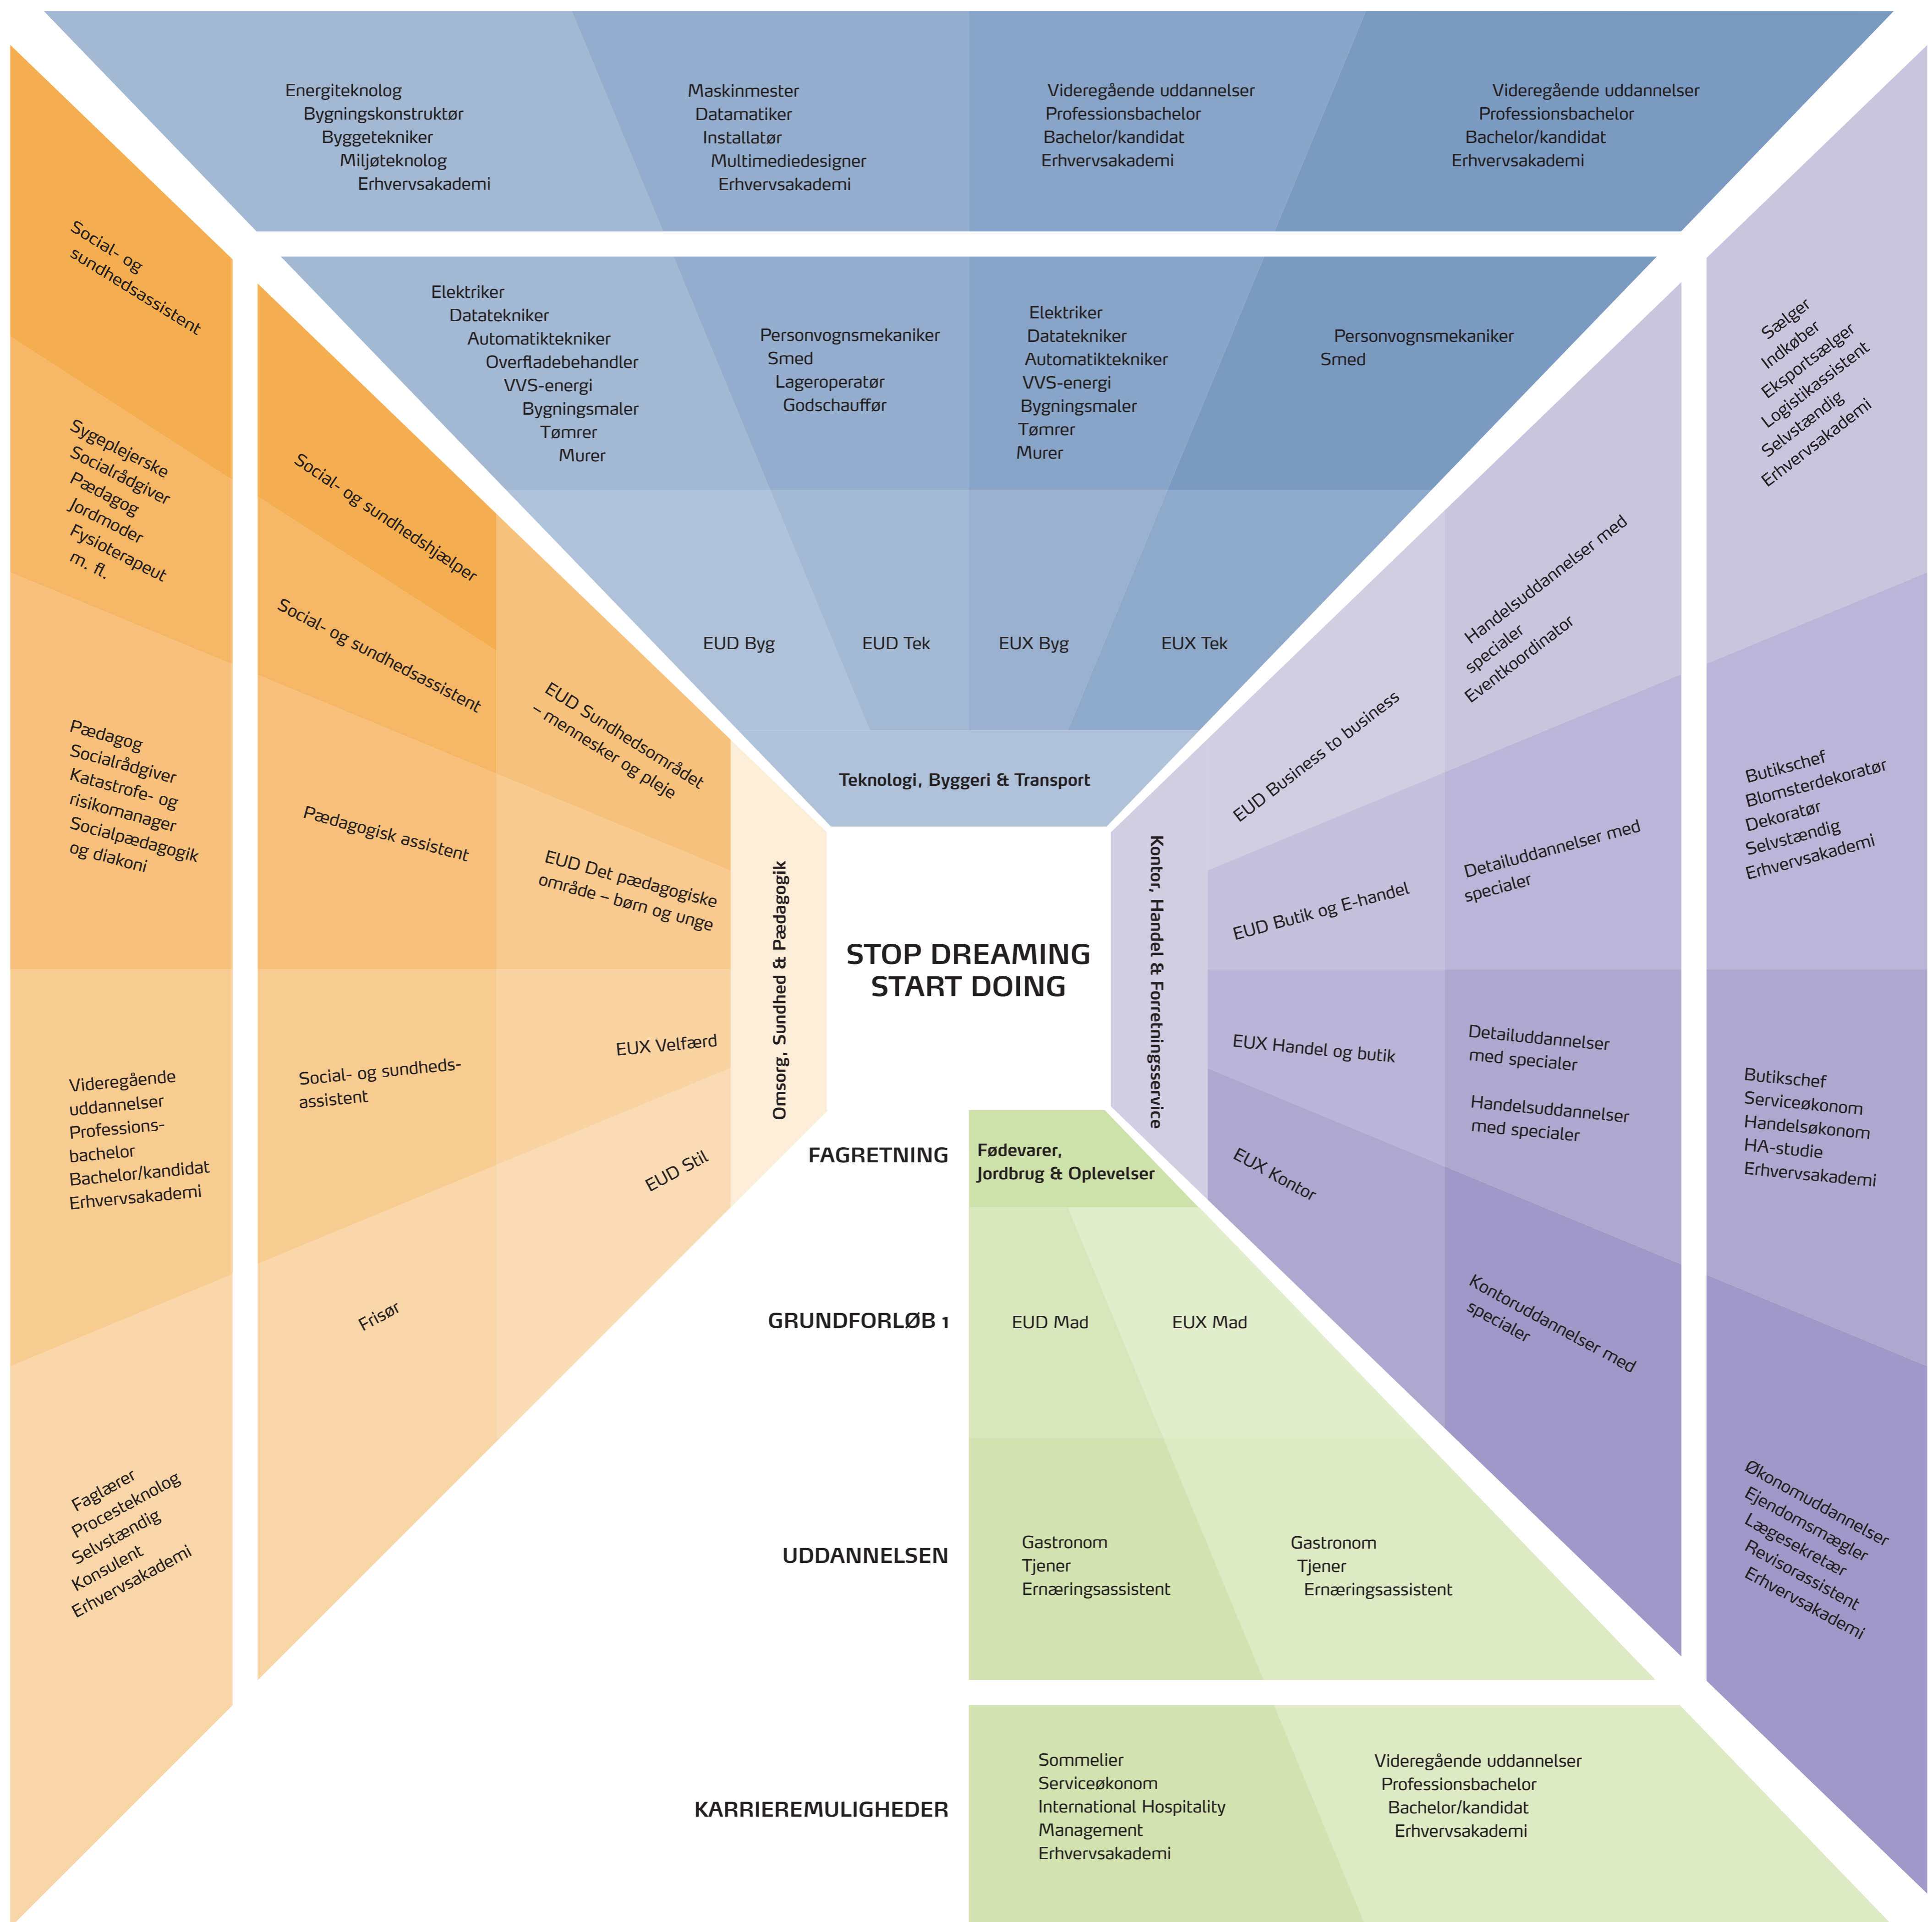 Energiteknolog
Bygningskonstruktør
Byggetekniker
Miljøteknolog
Erhvervsakademi
Maskinmester
Datamatiker
Installatør
Multimediedesigner
Erhvervsakademi
Videregående uddannelser
Professionsbachelor
Bachelor/kandidat
Erhvervsakademi
Videregående uddannelser
Professionsbachelor
Bachelor/kandidat
Erhvervsakademi
Elektriker
Datatekniker
Automatiktekniker
Overfladebehandler
VVS-energi
Bygningsmaler
Tømrer
Murer
Personvognsmekaniker
Smed
Lageroperatør
Godschauffør
Elektriker
Datatekniker
Automatiktekniker
VVS-energi
Bygningsmaler
Tømrer
Murer
Personvognsmekaniker
Smed
EUD Byg
EUD Tek
EUX Byg
EUX Tek
Teknologi, Byggeri & Transport
Social- og
sundhedsassistent
Sygeplejerske
Socialrådgiver
Pædagog
Jordmoder
Fysioterapeut
m. fl.
Pædagog
Socialrådgiver
Katastrofe- og
risikomanager
Socialpædagogik
og diakoni
Videregående
uddannelser
Professions-
bachelor
Bachelor/kandidat
Erhvervsakademi
Faglærer
Procesteknolog
Selvstændig
Konsulent
Erhvervsakademi
Social- og sundhedshjælper
Social- og sundhedsassistent
Pædagogisk assistent
Social- og sundheds-
assistent
Frisør
EUD Sundhedsområdet
– mennesker og pleje
EUD Det pædagogiske
område – børn og unge
EUX Velfærd
EUD Stil
Omsorg, Sundhed & Pædagogik
STOP DREAMING
START DOING
Kontor, Handel & Forretningsservice
EUD Business to business
EUD Butik og E-handel
EUX Handel og butik
EUX Kontor
Handelsuddannelser med
specialer
Eventkoordinator
Detailuddannelser med
specialer
Detailuddannelser
med specialer
Handelsuddannelser
med specialer
Kontoruddannelser med
specialer
Sælger
Indkøber
Eksportsælger
Logistikassistent
Selvstændig
Erhvervsakademi
Butikschef
Blomsterdekoratør
Dekoratør
Selvstændig
Erhvervsakademi
Butikschef
Serviceøkonom
Handelsøkonom
HA-studie
Erhvervsakademi
Økonomuddannelser
Ejendomsmægler
Lægesekretær
Revisorassistent
Erhvervsakademi
FAGRETNING
Fødevarer,
Jordbrug & Oplevelser
GRUNDFORLØB 1
EUD Mad
EUX Mad
UDDANNELSEN
Gastronom
Tjener
Ernæringsassistent
Gastronom
Tjener
Ernæringsassistent
KARRIEREMULIGHEDER
Sommelier
Serviceøkonom
International Hospitality
Management
Erhvervsakademi
Videregående uddannelser
Professionsbachelor
Bachelor/kandidat
Erhvervsakademi